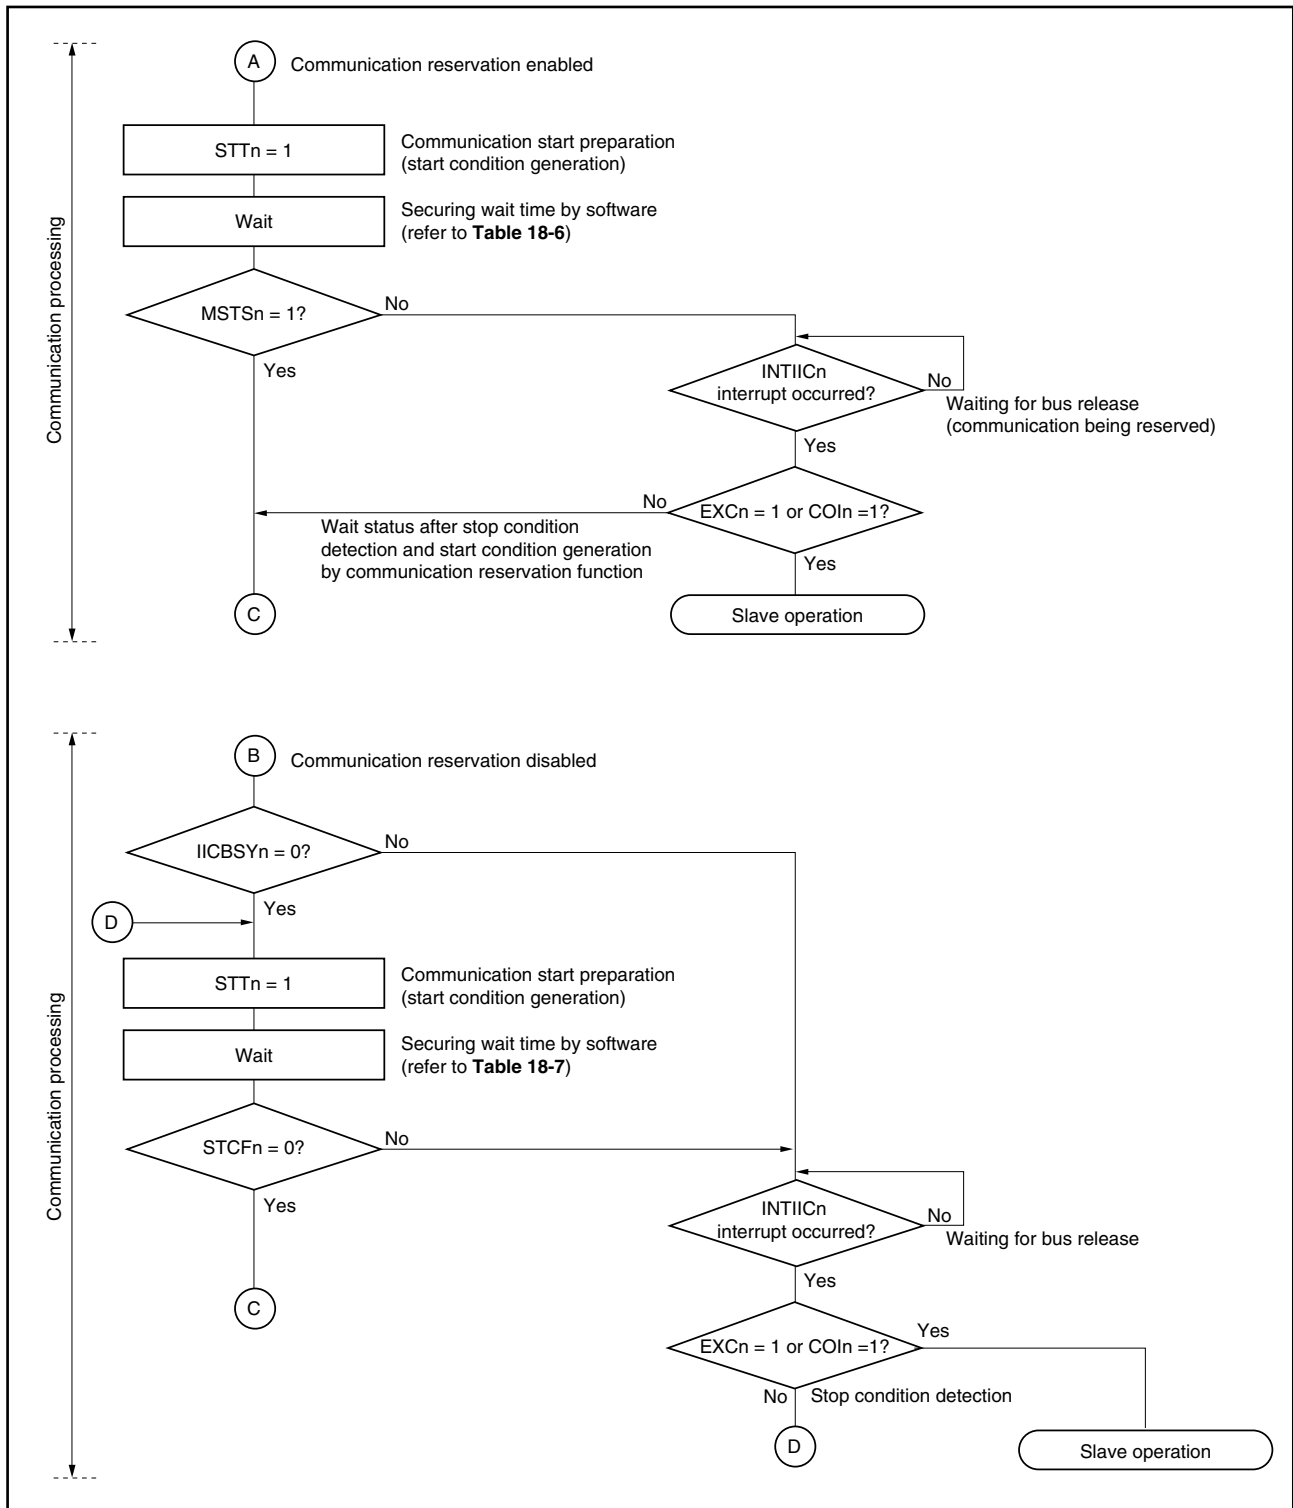 A
Communication reservation enabled
STTn = 1
Communication start preparation
(start condition generation)
Wait
Securing wait time by software
(refer to Table 18-6)
Communication processing
MSTSn = 1?
No
Yes
INTIICn
interrupt occurred?
No
Waiting for bus release
(communication being reserved)
Yes
EXCn = 1 or COIn =1?
No
Wait status after stop condition
detection and start condition generation
by communication reservation function
Yes
C
Slave operation
B
Communication reservation disabled
IICBSYn = 0?
No
Yes
D
STTn = 1
Communication start preparation
(start condition generation)
Wait
Securing wait time by software
(refer to Table 18-7)
Communication processing
STCFn = 0?
No
Yes
INTIICn
interrupt occurred?
No
Waiting for bus release
Yes
C
EXCn = 1 or COIn =1?
Yes
No
Stop condition detection
D
Slave operation